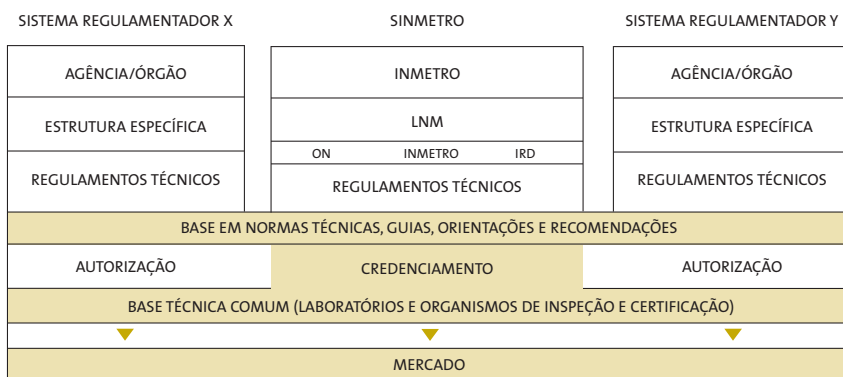 SISTEMA REGULAMENTADOR X SINMETRO SISTEMA REGULAMENTADOR Y
AGÊNCIA/ÓRGÃO INMETRO AGÊNCIA/ÓRGÃO
ESTRUTURA ESPECÍFICA LNM ESTRUTURA ESPECÍFICA
ON INMETRO IRD
REGULAMENTOS TÉCNICOS REGULAMENTOS TÉCNICOS REGULAMENTOS TÉCNICOS
BASE EM NORMAS TÉCNICAS, GUIAS, ORIENTAÇÕES E RECOMENDAÇÕES
AUTORIZAÇÃO CREDENCIAMENTO AUTORIZAÇÃO
BASE TÉCNICA COMUM (LABORATÓRIOS E ORGANISMOS DE INSPEÇÃO E CERTIFICAÇÃO)
MERCADO